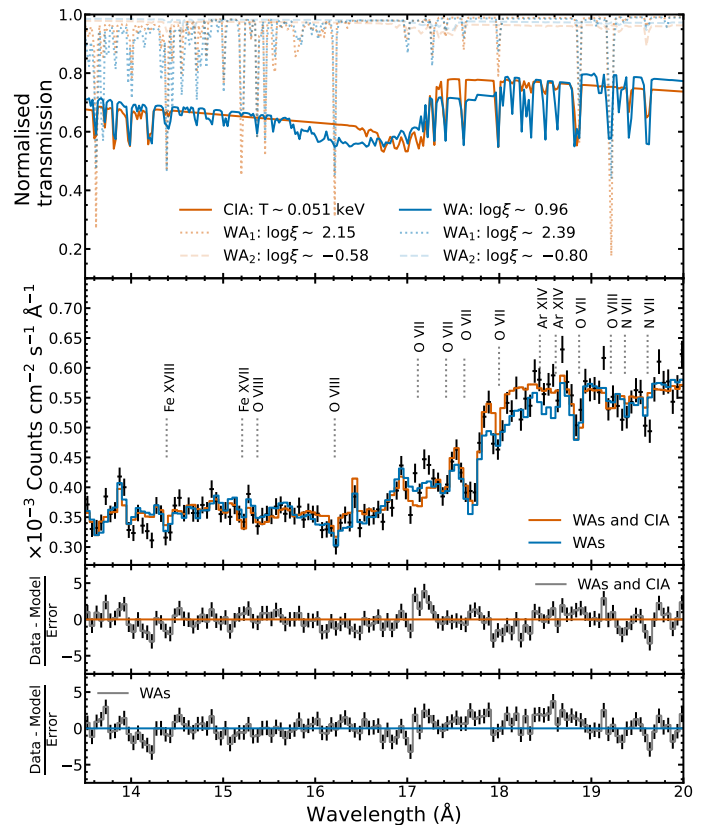 1.0
0.8
0.6
0.4
0.2
Normalised
transmission
CIA: T ∼ 0.051 keV
WA₁: logξ ∼ 2.15
WA₂: logξ ∼ −0.58
WA: logξ ∼ 0.96
WA₁: logξ ∼ 2.39
WA₂: logξ ∼ −0.80
0.70
0.65
0.60
0.55
0.50
0.45
0.40
0.35
0.30
×10⁻³ Counts cm⁻² s⁻¹ Å⁻¹
Fe XVIII
Fe XVII
O VIII
O VIII
O VII
O VII
O VII
O VII
Ar XIV
Ar XIV
O VII
O VIII
N VII
N VII
WAs and CIA
WAs
5
0
−5
Data - Model
Error
WAs and CIA
5
0
−5
Data - Model
Error
WAs
14 15 16 17 18 19 20
Wavelength (Å)